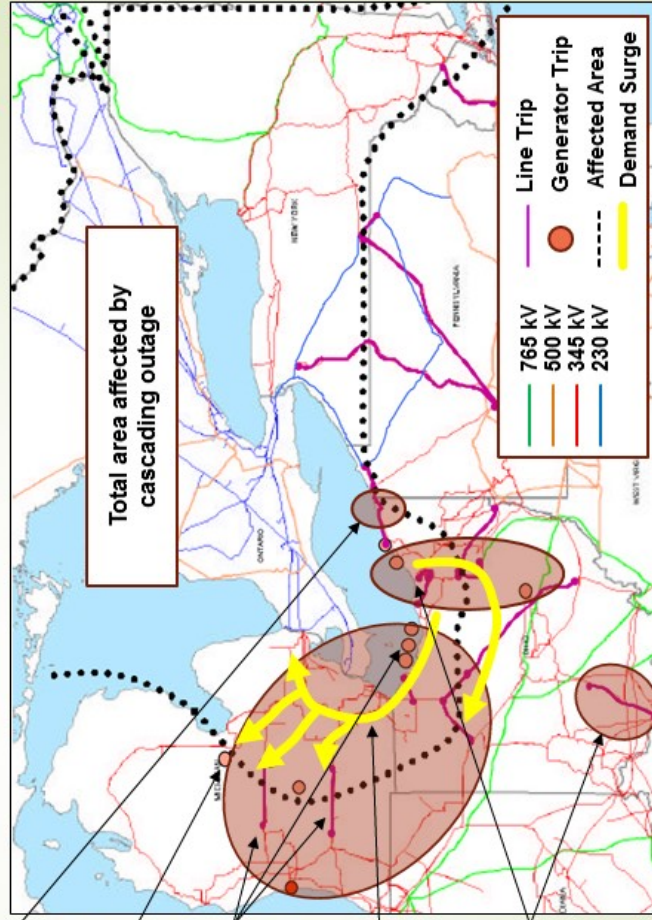 Total area affected by
cascading outage
ONTARIO
NEW YORK
PENNSYLVANIA
OHIO
765 kV
500 kV
345 kV
230 kV
Line Trip
Generator Trip
Affected Area
Demand Surge